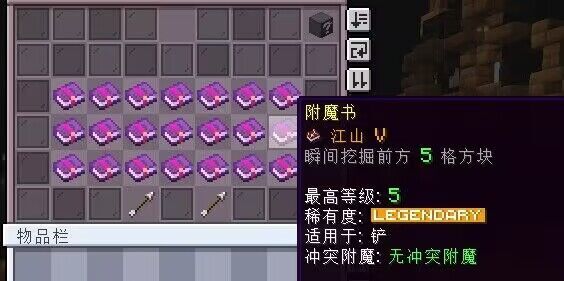 附魔书
江山 V
瞬间挖掘前方 5 格方块
最高等级: 5
稀有度: LEGENDARY
适用于: 铲
冲突附魔: 无冲突附魔
物品栏